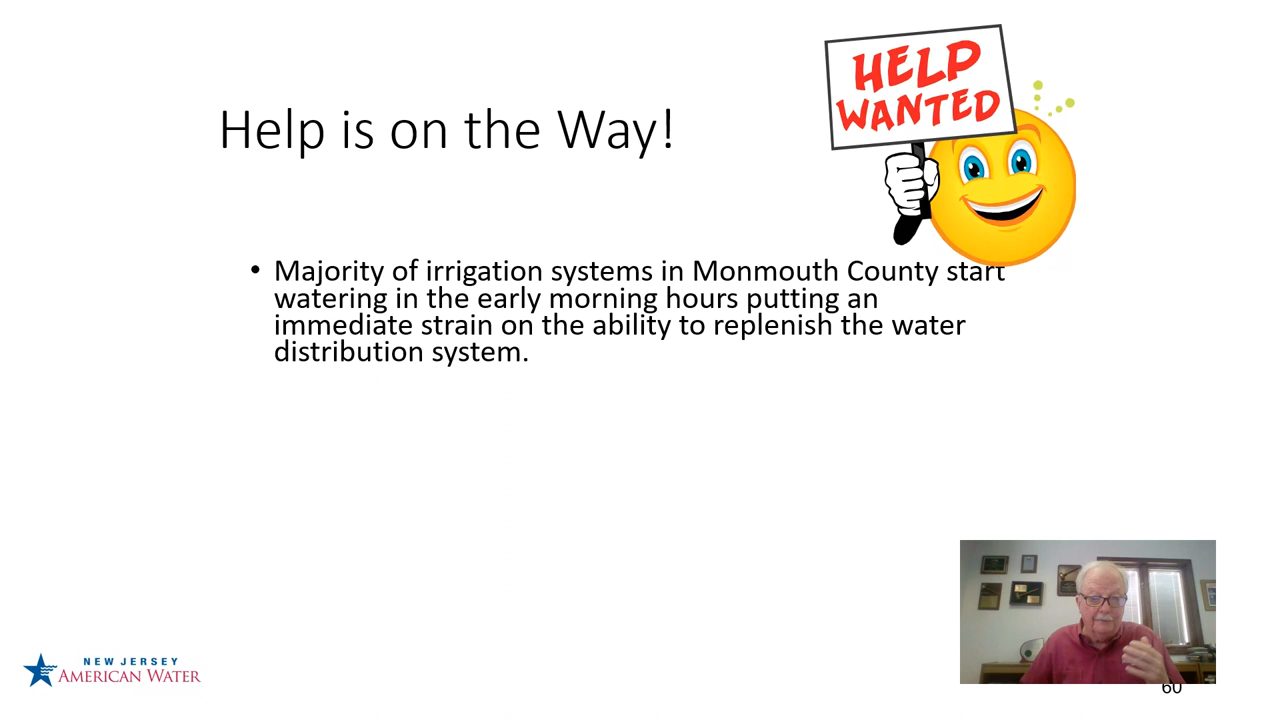 HELP
WANTED
Help is on the Way!
• Majority of irrigation systems in Monmouth County start
watering in the early morning hours putting an
immediate strain on the ability to replenish the water
distribution system.
NEW JERSEY
AMERICAN WATER
60